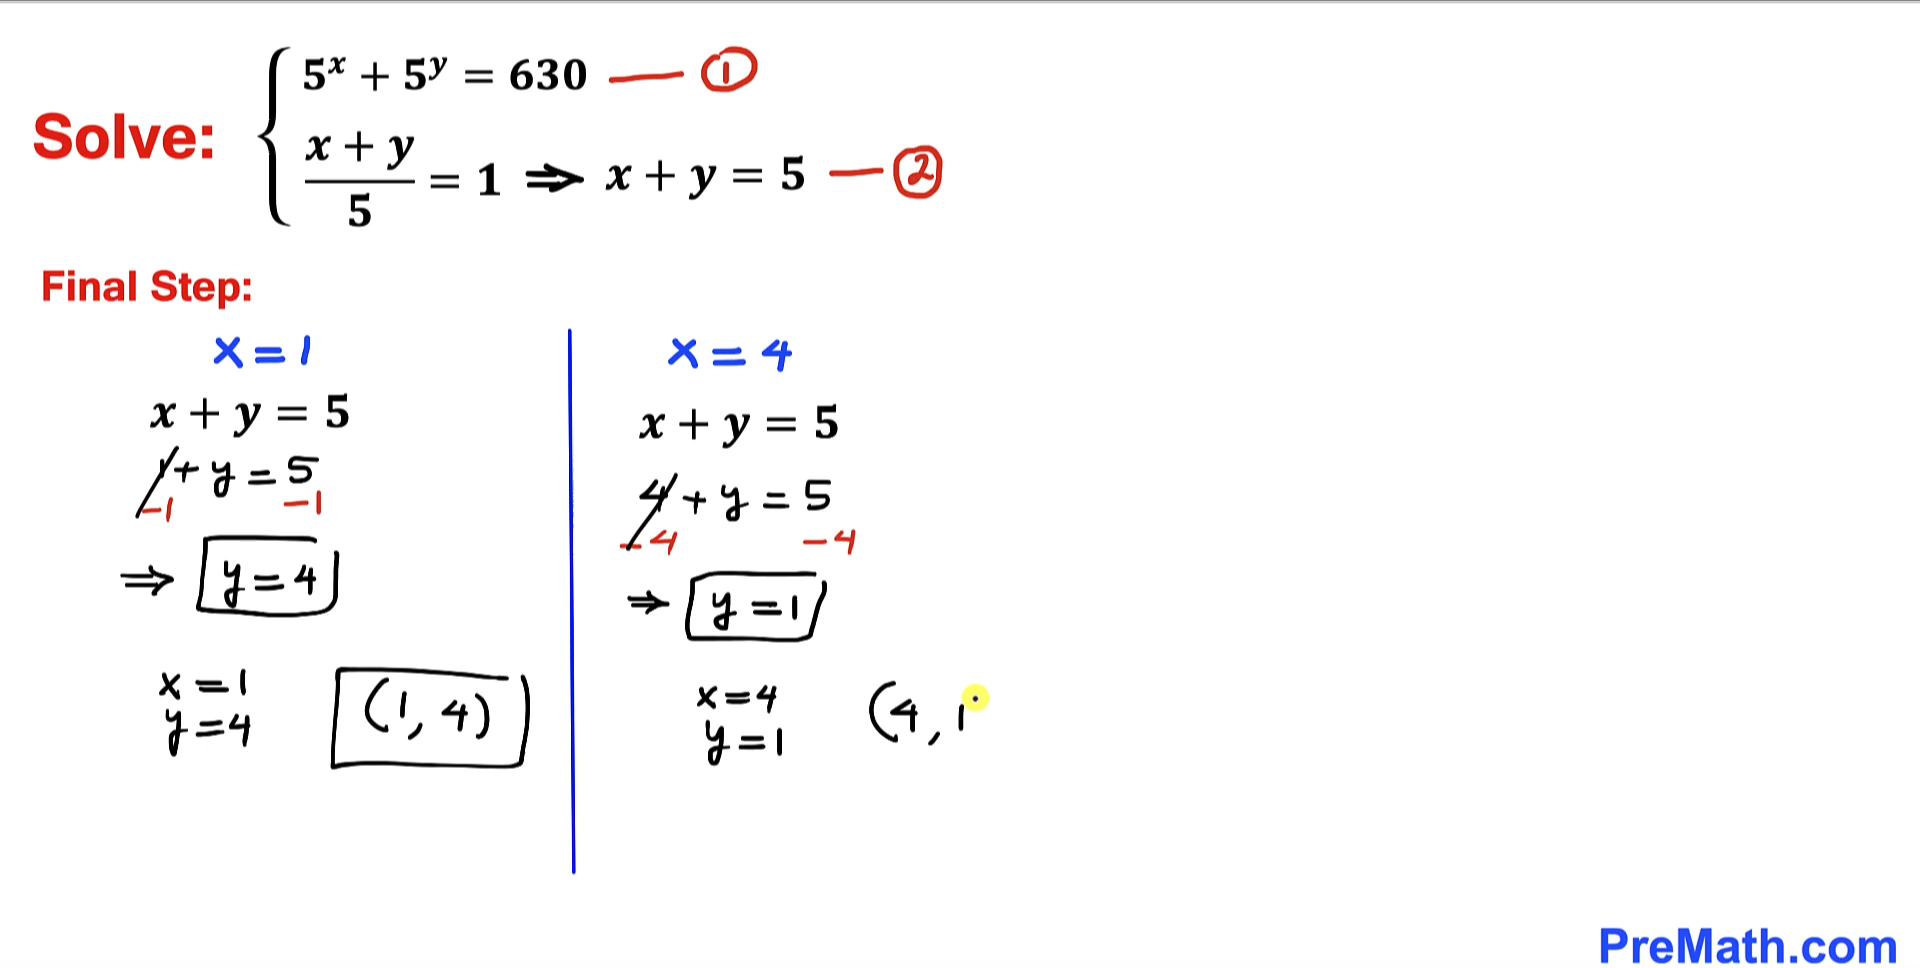 Solve: { 5^x + 5^y = 630 — ①
(x + y)/5 = 1 ⇒ x + y = 5 — ②
Final Step:
x = 1
x + y = 5
1 + y = 5
-1 -1
⇒ y = 4
x = 1
y = 4
(1, 4)
x = 4
x + y = 5
4 + y = 5
-4 -4
⇒ y = 1
x = 4
y = 1
(4, 1
PreMath.com